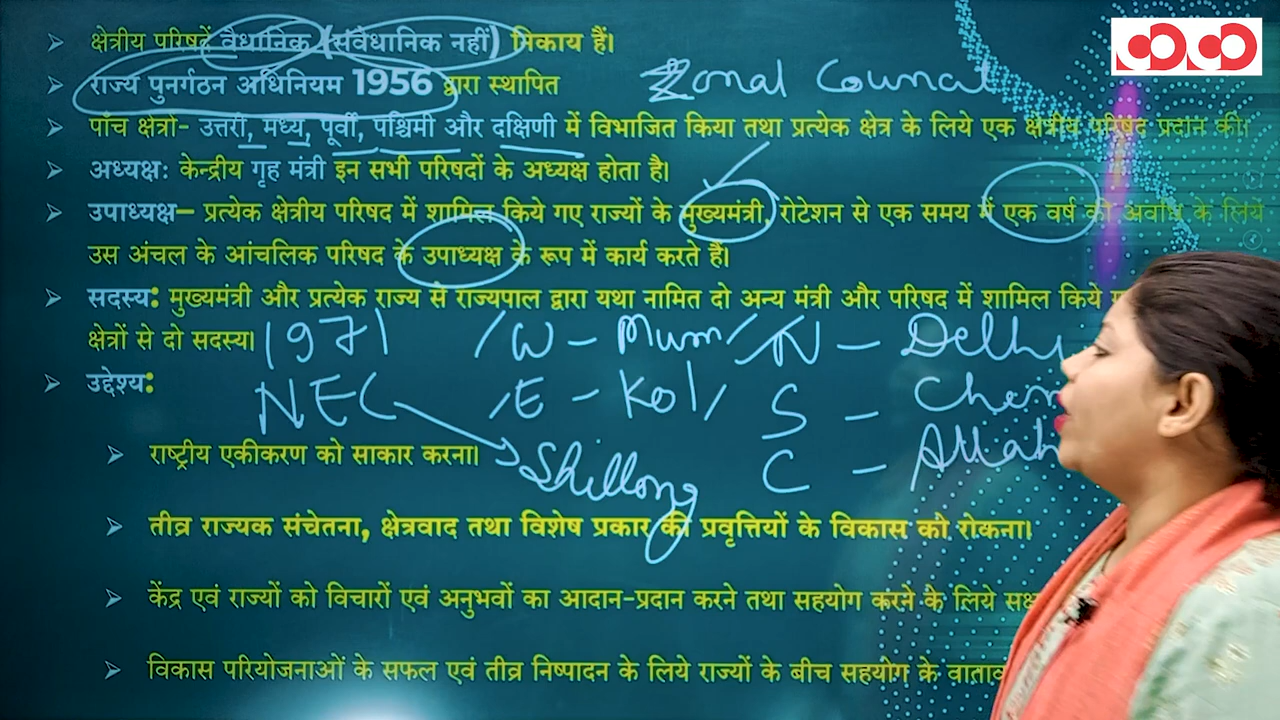 क्षेत्रीय परिषदें वैधानिक (संवैधानिक नहीं) निकाय हैं।
राज्य पुनर्गठन अधिनियम 1956 द्वारा स्थापित
Zonal Council
पाँच क्षेत्रों- उत्तरी, मध्य, पूर्वी, पश्चिमी और दक्षिणी में विभाजित किया तथा प्रत्येक क्षेत्र के लिये एक क्षेत्रीय परिषद प्रदान की।
अध्यक्षः केन्द्रीय गृह मंत्री इन सभी परिषदों के अध्यक्ष होता है।
उपाध्यक्ष– प्रत्येक क्षेत्रीय परिषद में शामिल किये गए राज्यों के मुख्यमंत्री, रोटेशन से एक समय में एक वर्ष की अवधि के लिये
उस अंचल के आंचलिक परिषद के उपाध्यक्ष के रूप में कार्य करते हैं।
सदस्य: मुख्यमंत्री और प्रत्येक राज्य से राज्यपाल द्वारा यथा नामित दो अन्य मंत्री और परिषद में शामिल किये
क्षेत्रों से दो सदस्य।
1971 W - Mum N - Delhi
उद्देश्य:
NEC E - Kol S - Chen
Shillong C - Allah
राष्ट्रीय एकीकरण को साकार करना।
तीव्र राज्यक संचेतना, क्षेत्रवाद तथा विशेष प्रकार की प्रवृत्तियों के विकास को रोकना।
केंद्र एवं राज्यों को विचारों एवं अनुभवों का आदान-प्रदान करने तथा सहयोग करने के लिये
विकास परियोजनाओं के सफल एवं तीव्र निष्पादन के लिये राज्यों के बीच सहयोग के